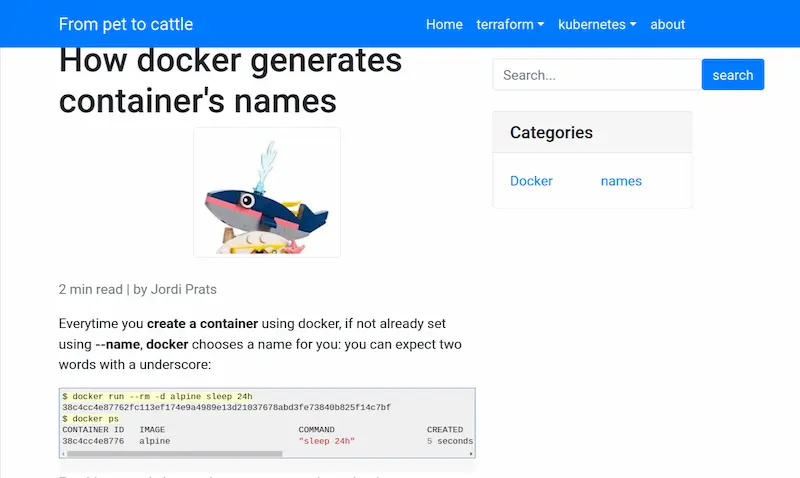 From pet to cattle
Home terraform kubernetes about
How docker generates
container's names
Search... search
Categories
Docker names
2 min read | by Jordi Prats
Everytime you create a container using docker, if not already set
using --name, docker chooses a name for you: you can expect two
words with a underscore:
$ docker run --rm -d alpine sleep 24h
38c4cc4e87762fc113ef174e9a4989e13d21037678abd3fe73840b825f14c7bf
$ docker ps
CONTAINER ID IMAGE COMMAND CREATED
38c4cc4e8776 alpine "sleep 24h" 5 seconds